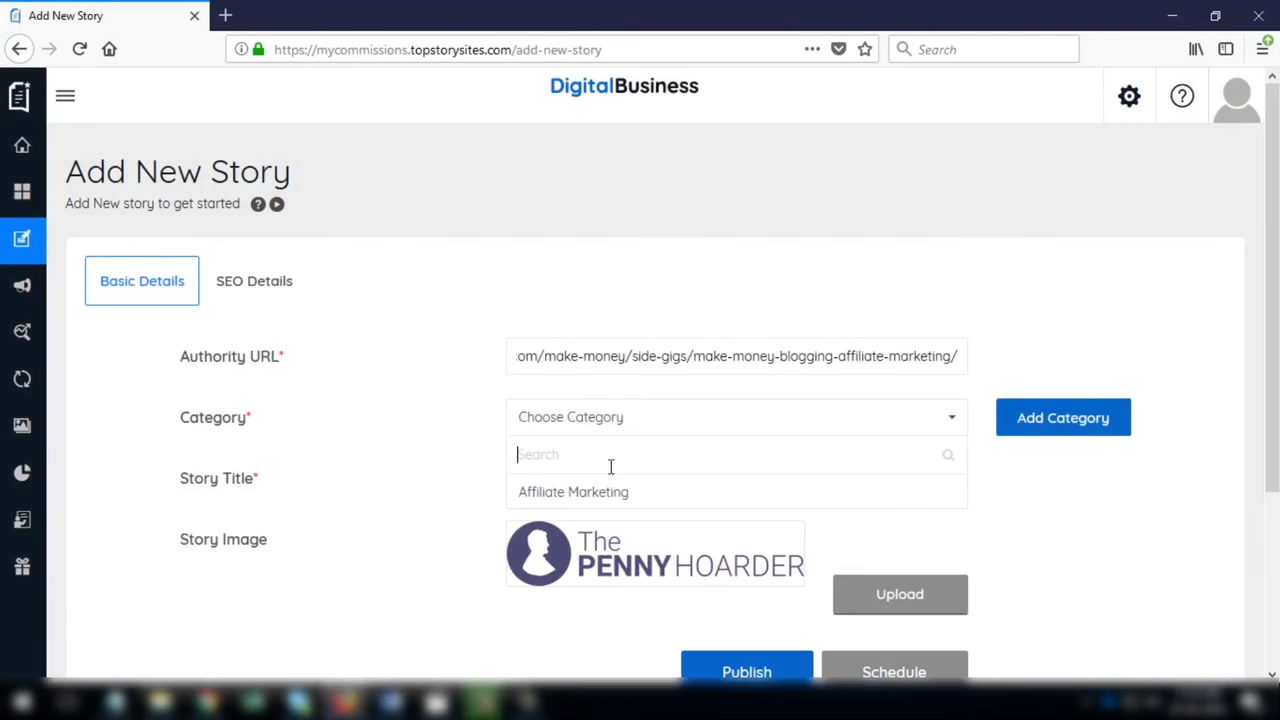 Add New Story
https://mycommissions.topstorysites.com/add-new-story
Search
DigitalBusiness
Add New Story
Add New story to get started
Basic Details
SEO Details
Authority URL*
:om/make-money/side-gigs/make-money-blogging-affiliate-marketing/
Category*
Choose Category
Add Category
Search
Story Title*
Affiliate Marketing
Story Image
The
PENNY HOARDER
Upload
Publish
Schedule